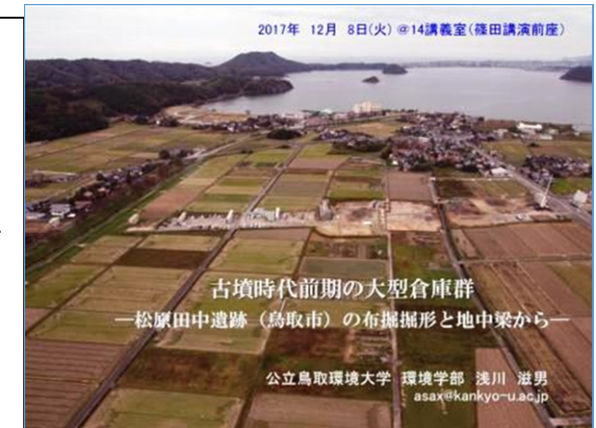 2017年 12月 8日(火) @14講義室(篠田講演前座)
古墳時代前期の大型倉庫群
―松原田中遺跡（鳥取市）の布掘掘形と地中梁から―
公立鳥取環境大学 環境学部 浅川 滋男
asax@kankyo-u.ac.jp